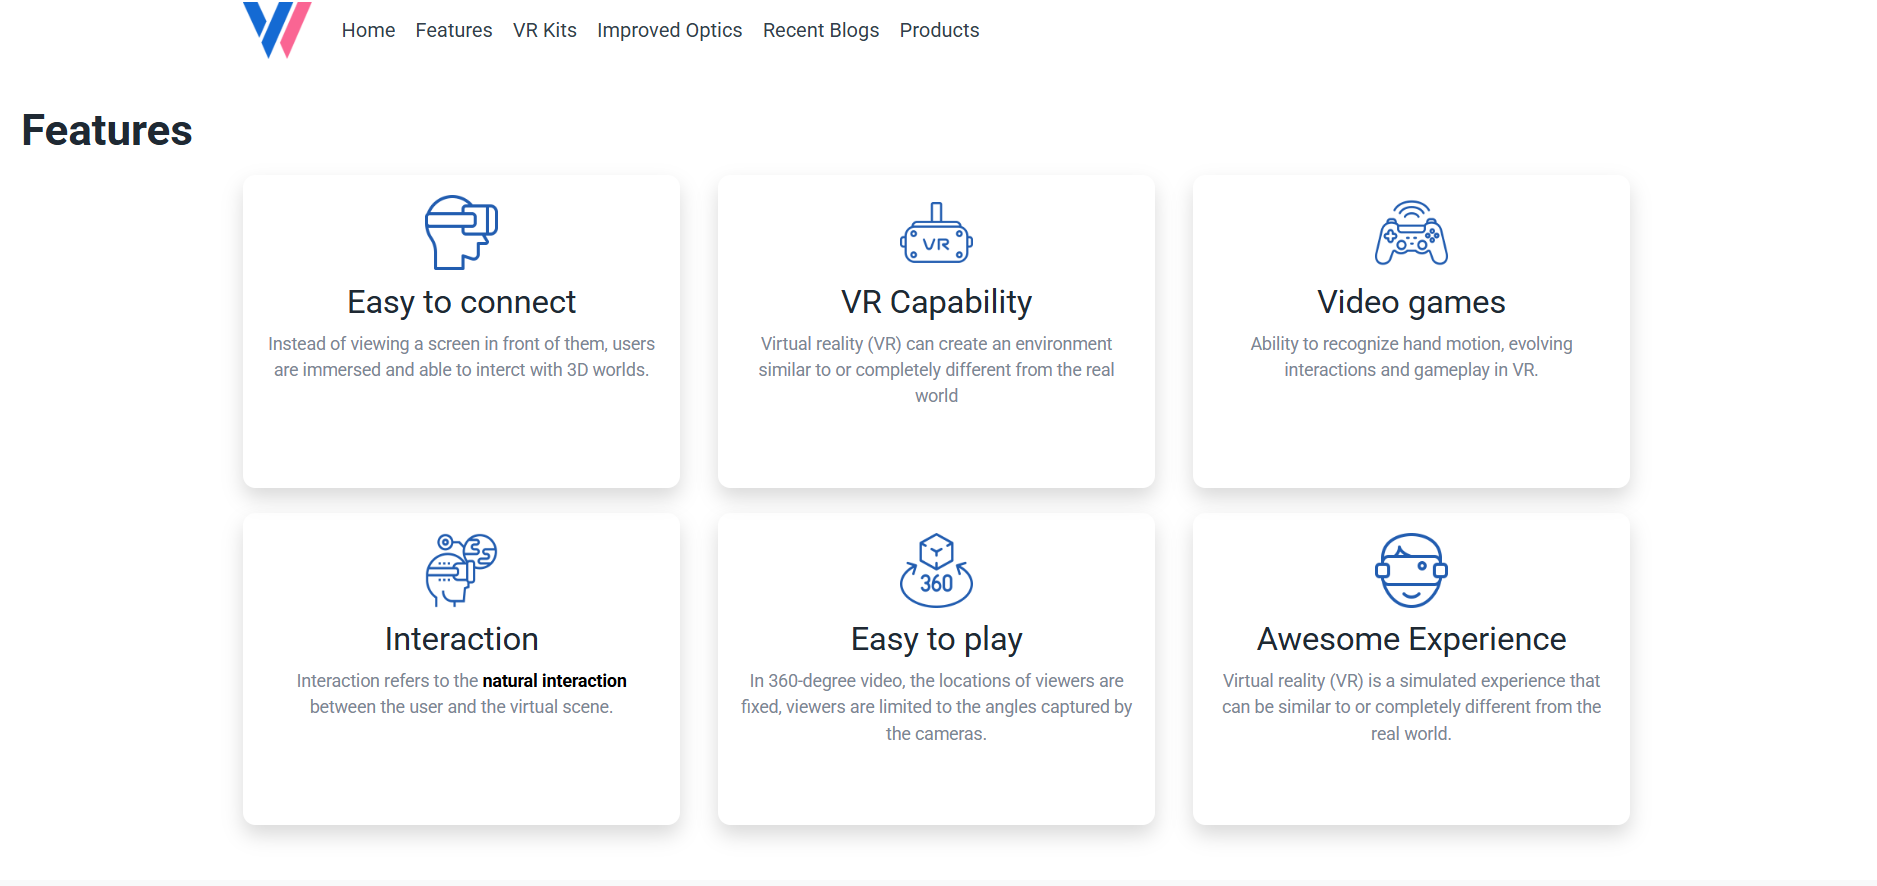 Home Features VR Kits Improved Optics Recent Blogs Products
Features
Easy to connect
Instead of viewing a screen in front of them, users
are immersed and able to interct with 3D worlds.
VR
VR Capability
Virtual reality (VR) can create an environment
similar to or completely different from the real
world
Video games
Ability to recognize hand motion, evolving
interactions and gameplay in VR.
Interaction
Interaction refers to the natural interaction
between the user and the virtual scene.
360
Easy to play
In 360-degree video, the locations of viewers are
fixed, viewers are limited to the angles captured by
the cameras.
Awesome Experience
Virtual reality (VR) is a simulated experience that
can be similar to or completely different from the
real world.